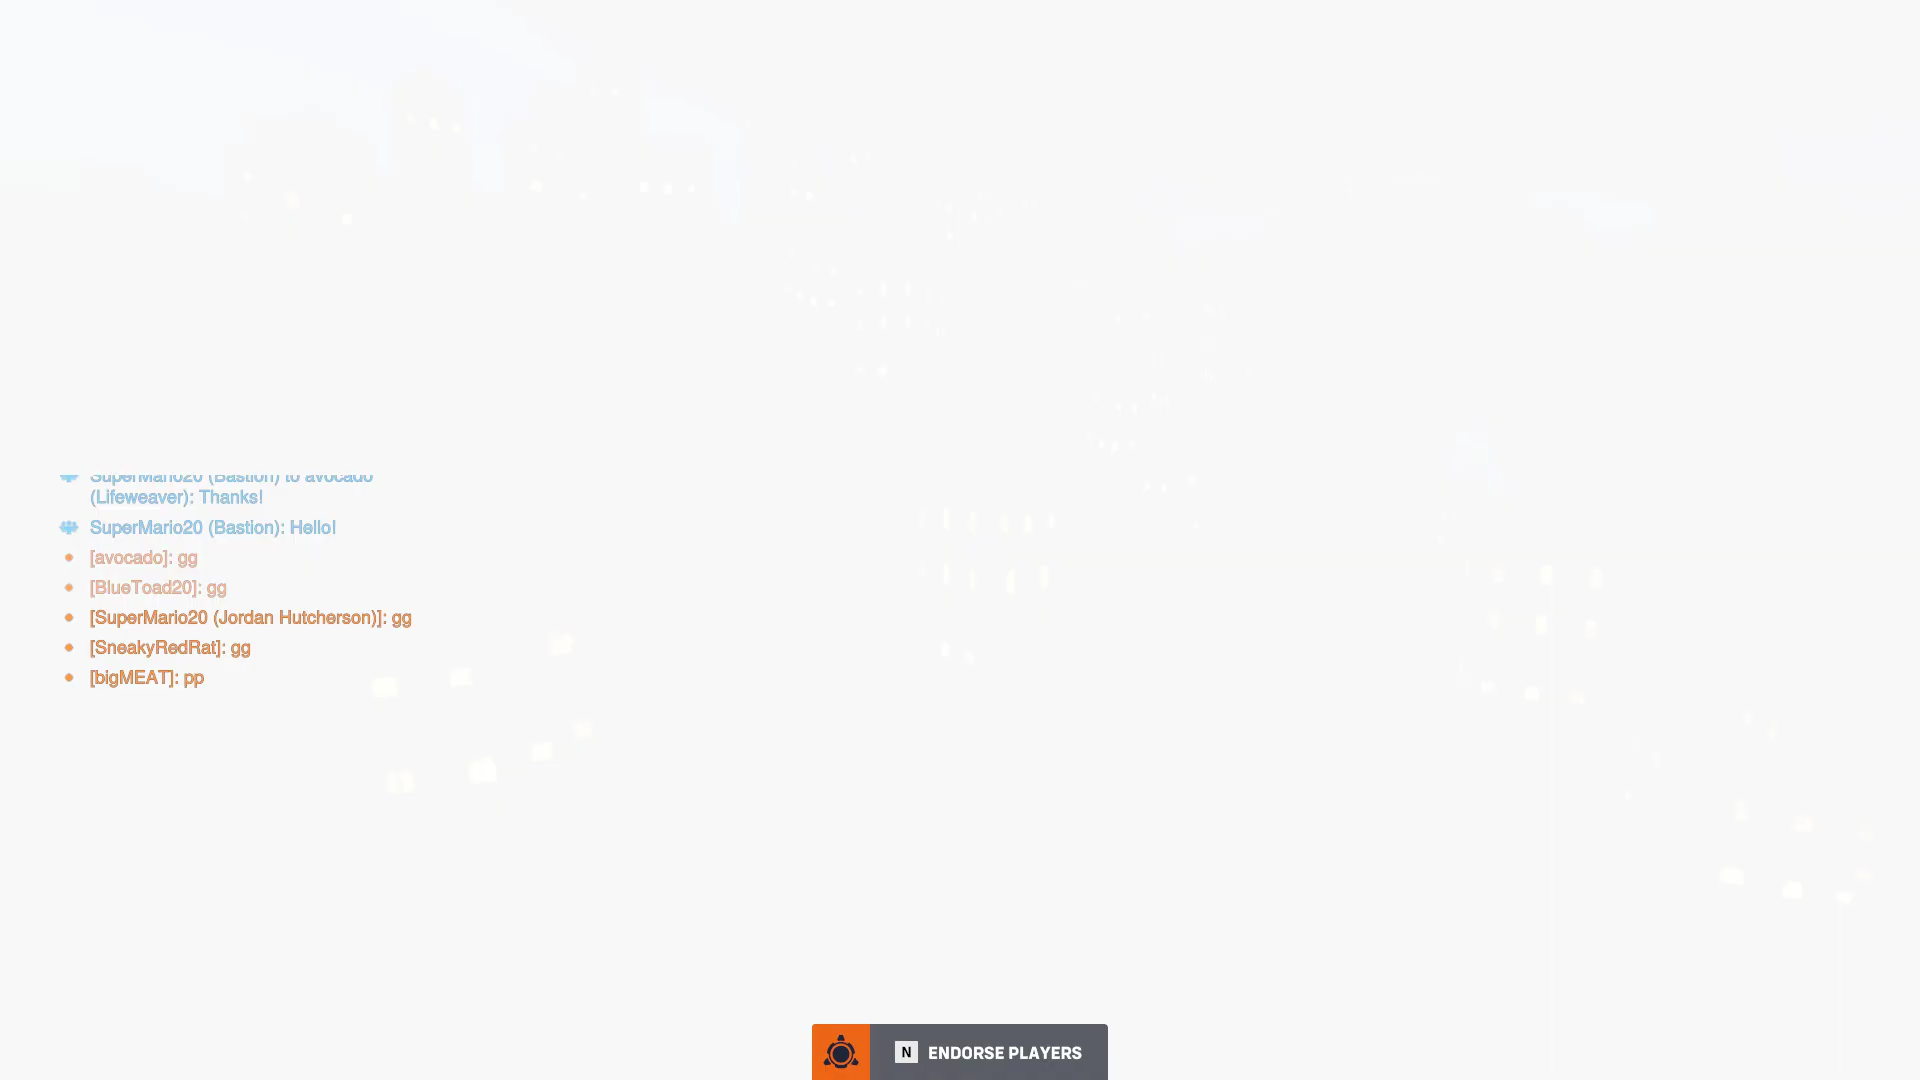 SuperMario20 (Bastion) to avocado
(Lifeweaver): Thanks!
SuperMario20 (Bastion): Hello!
[avocado]: gg
[BlueToad20]: gg
[SuperMario20 (Jordan Hutcherson)]: gg
[SneakyRedRat]: gg
[bigMEAT]: pp
N ENDORSE PLAYERS